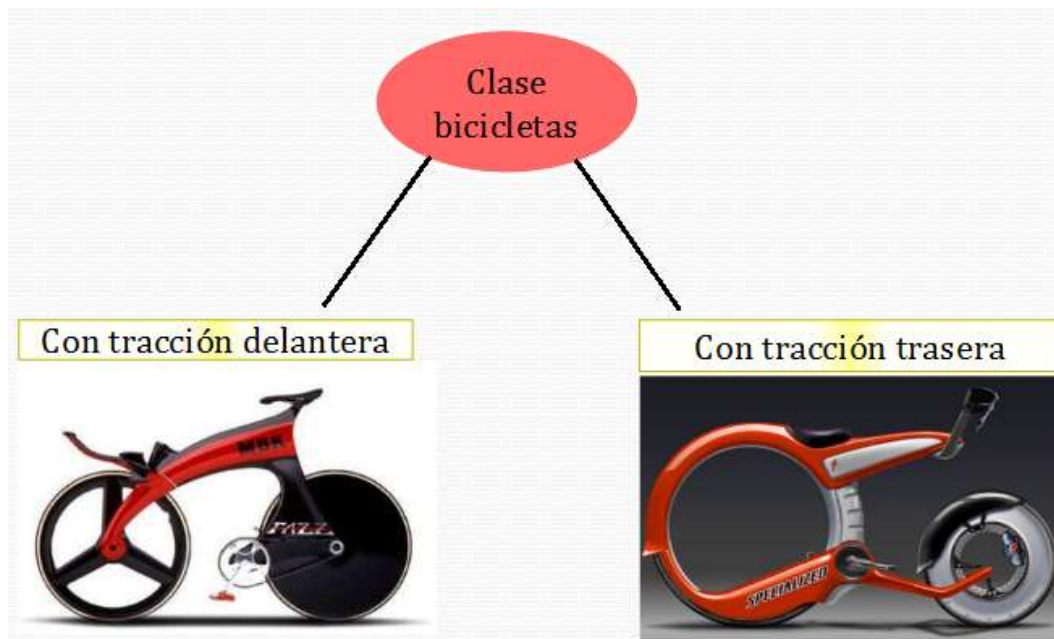 Clase
bicicletas
Con tracción delantera
Con tracción trasera
MBK
SPECIALIZED